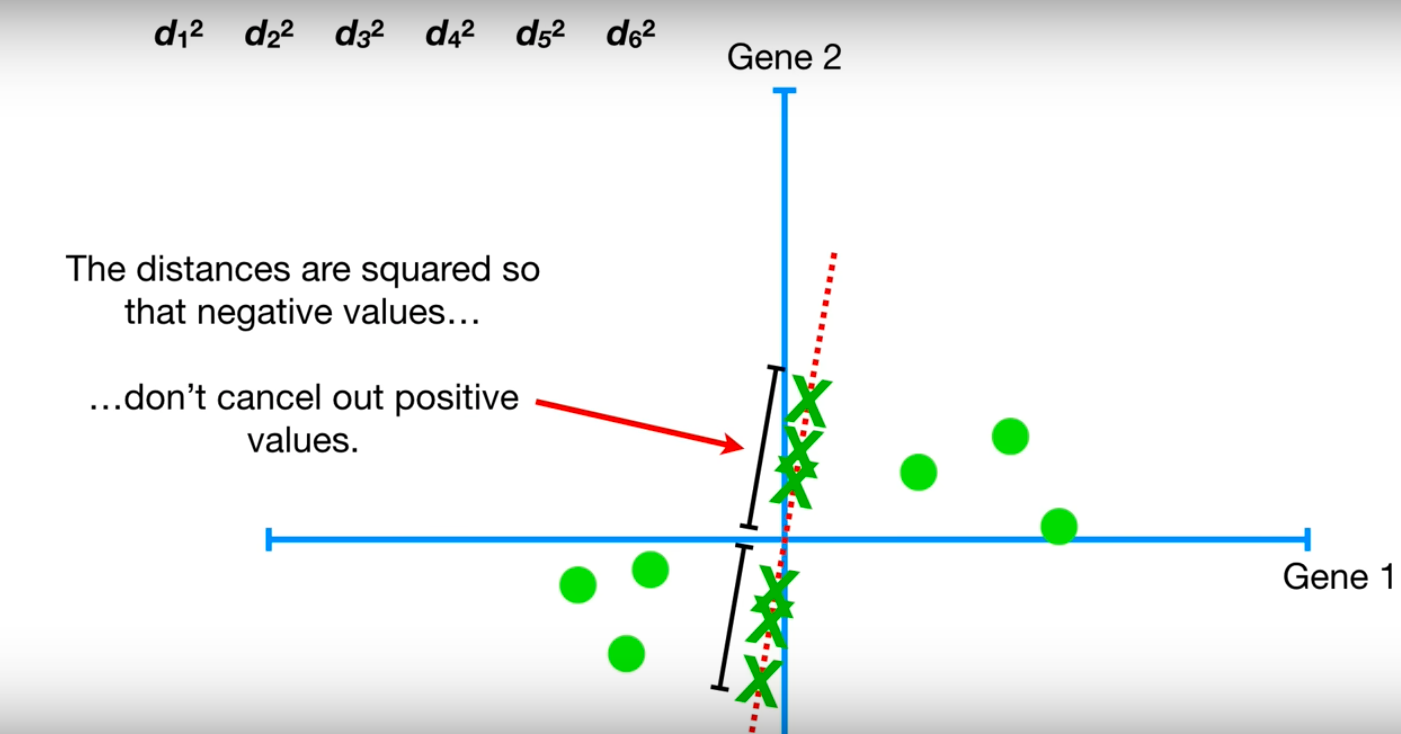 d₁² d₂² d₃² d₄² d₅² d₆²
Gene 2
The distances are squared so
that negative values…
…don’t cancel out positive
values.
Gene 1